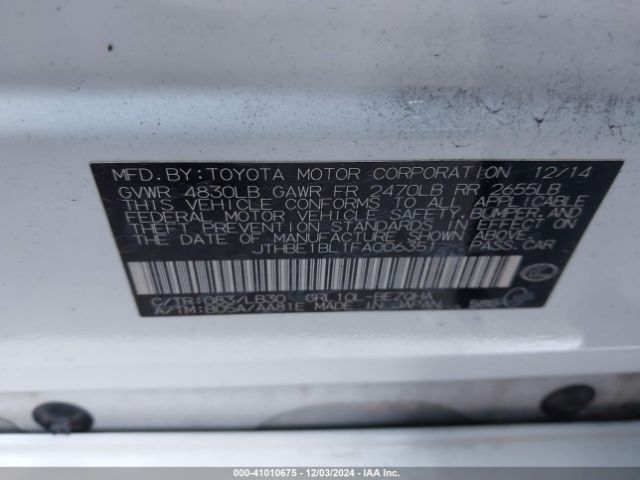 MFD.BY:TOYOTA MOTOR CORPORATION 12/14
GVWR 4830LB GAWR FR 2470LB RR 2655LB
THIS VEHICLE CONFORMS TO ALL APPLICABLE
FEDERAL MOTOR VEHICLE SAFETY,BUMPER,AND
THEFT PREVENTION STANDARDS IN EFFECT ON
THE DATE OF MANUFACTURE SHOWN ABOVE.
JTHBE1BL1FA006351 PASS.CAR
C/TR:083/LB30 GRL10L-BEZQHA
A/TM:B05A/AA81E MADE IN JAPAN
COPART: 41010675 - 12/03/2024 - IAA Inc.